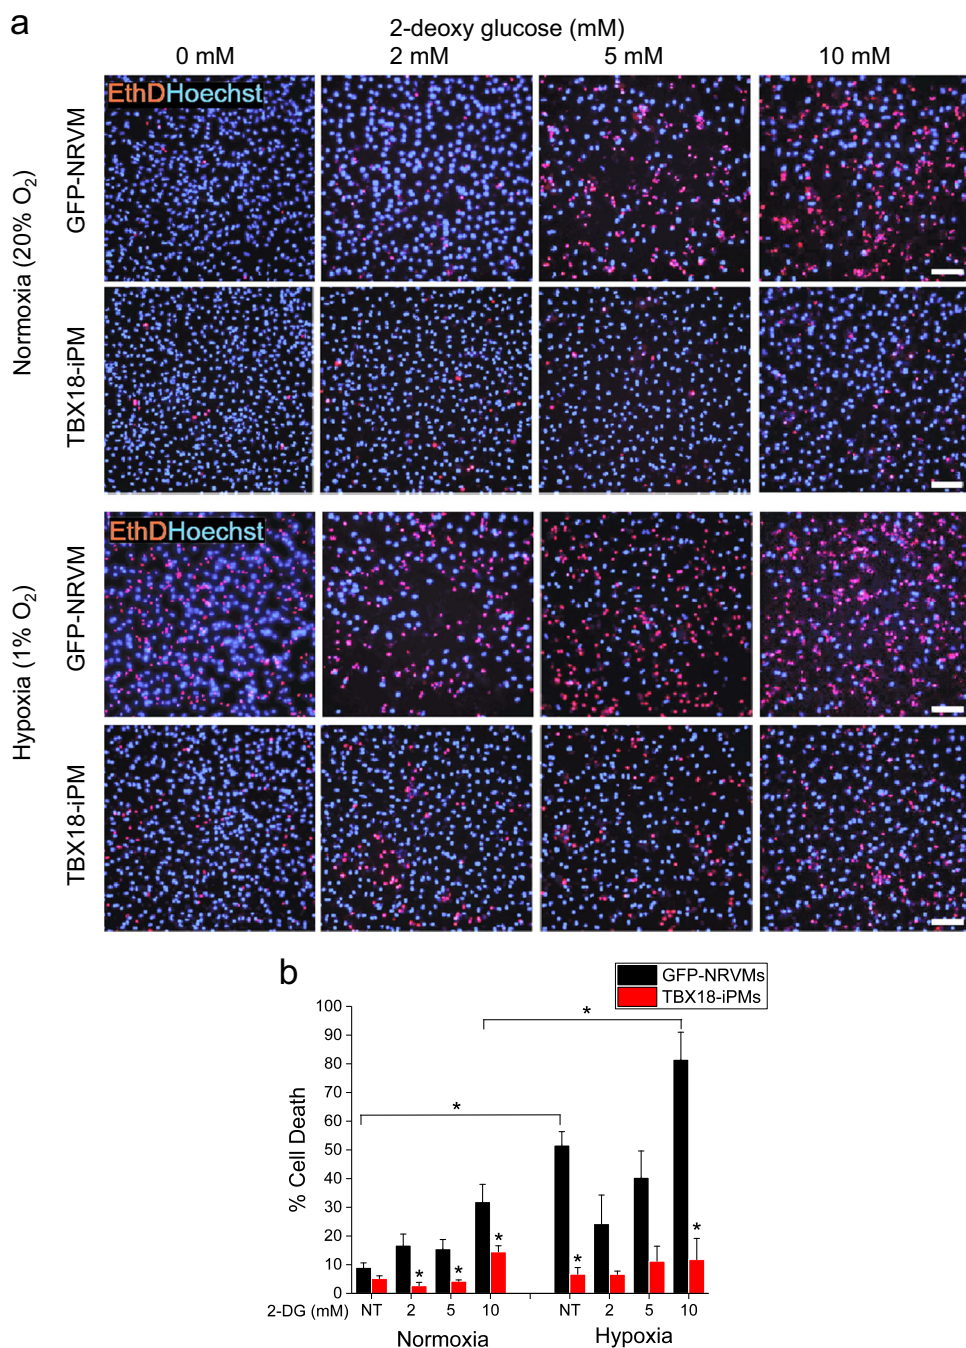 a
2-deoxy glucose (mM)
0 mM 2 mM 5 mM 10 mM
Normoxia (20% O₂)
GFP-NRVM
EthDHoechst
TBX18-iPM
Hypoxia (1% O₂)
GFP-NRVM
EthDHoechst
TBX18-iPM
b
GFP-NRVMs
TBX18-iPMs
% Cell Death
100
90
80
70
60
50
40
30
20
10
0
* *
* * * * *
2-DG (mM) NT 2 5 10 NT 2 5 10
Normoxia Hypoxia